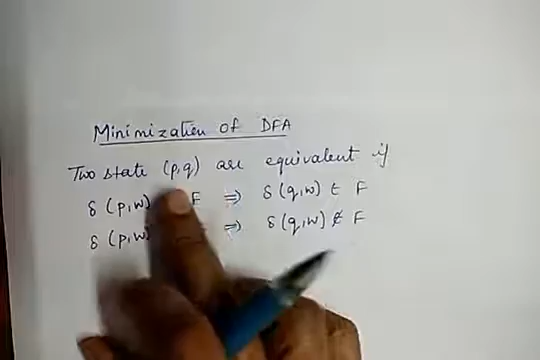 Minimization of DFA
Two state (p,q) are equivalent if
δ (p,w) F ⇒ δ(q,w) ∈ F
δ (p,w) ⇒ δ(q,w) ∉ F